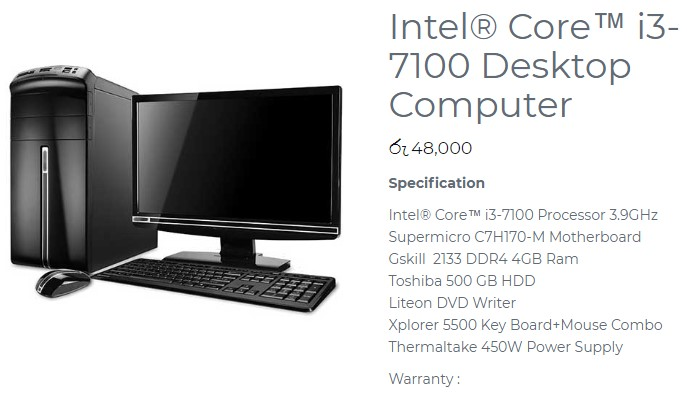 Intel® Core™ i3-
7100 Desktop
Computer
රු 48,000
Specification
Intel® Core™ i3-7100 Processor 3.9GHz
Supermicro C7H170-M Motherboard
Gskill 2133 DDR4 4GB Ram
Toshiba 500 GB HDD
Liteon DVD Writer
Xplorer 5500 Key Board+Mouse Combo
Thermaltake 450W Power Supply
Warranty :